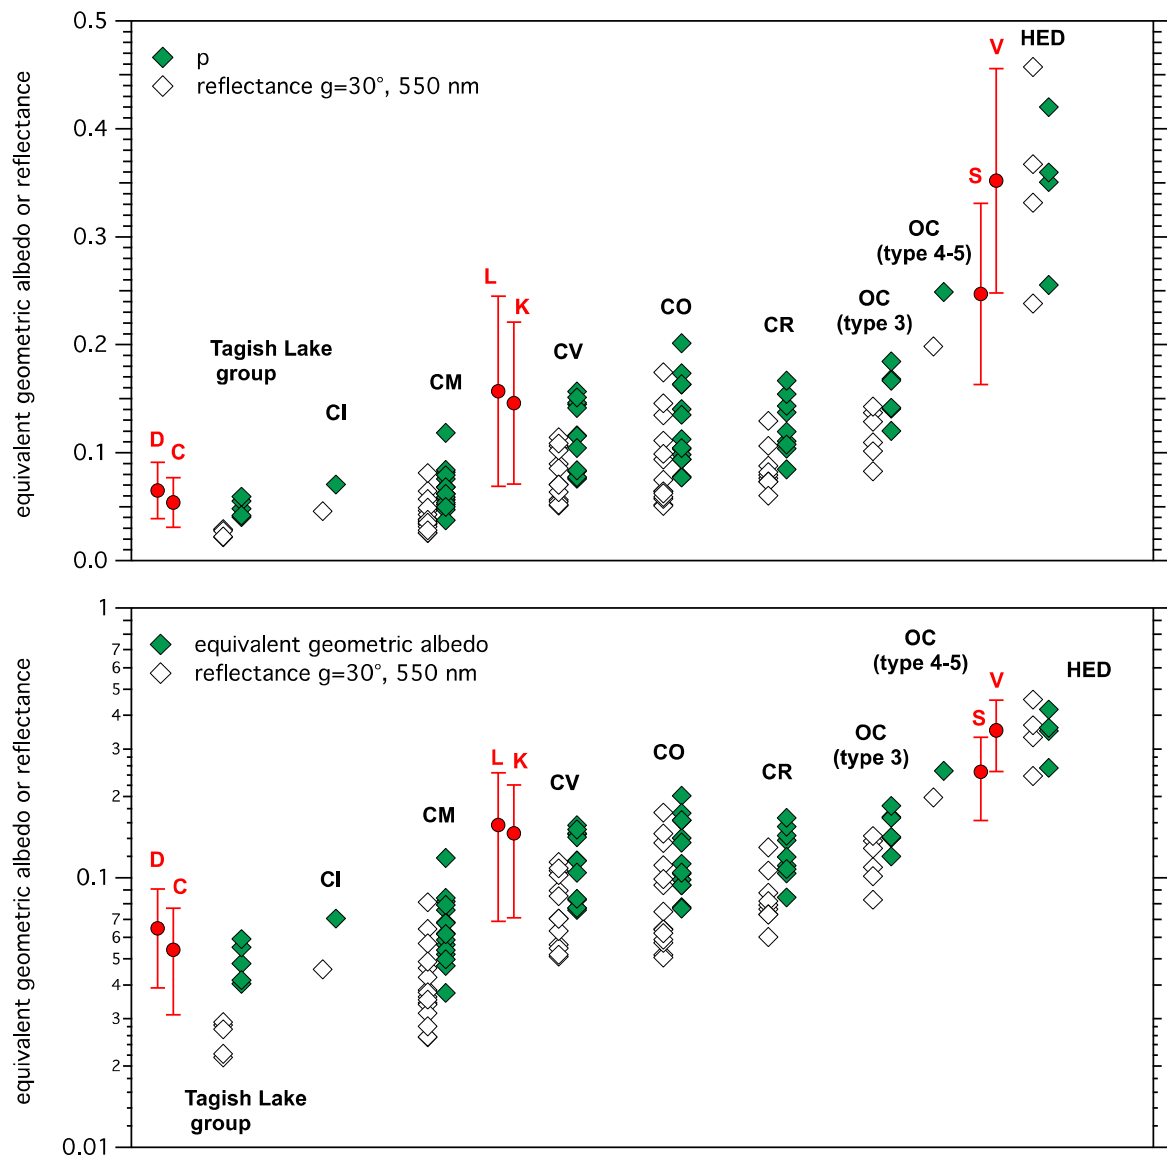 equivalent geometric albedo or reflectance
0.5
0.4
0.3
0.2
0.1
0.0
p
reflectance g=30°, 550 nm
D
C
Tagish Lake
group
CI
CM
L
K
CV
CO
CR
OC
(type 3)
OC
(type 4-5)
S
V
HED
equivalent geometric albedo or reflectance
1
7
6
5
4
3
2
0.1
7
6
5
4
3
2
0.01
equivalent geometric albedo
reflectance g=30°, 550 nm
D
C
Tagish Lake
group
CI
CM
L
K
CV
CO
CR
OC
(type 3)
OC
(type 4-5)
S
V
HED